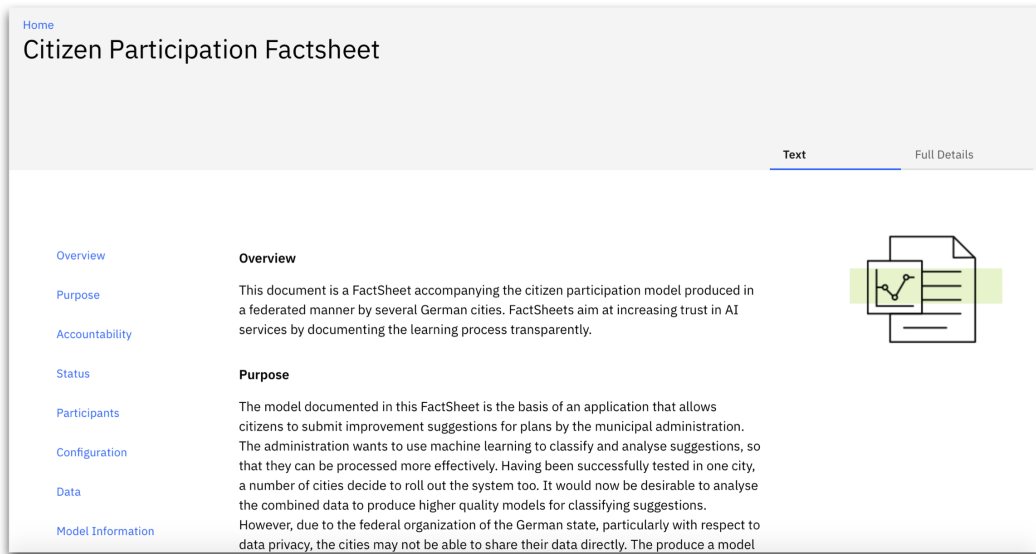 Home
Citizen Participation Factsheet
Text
Full Details
Overview
Purpose
Accountability
Status
Participants
Configuration
Data
Model Information
Overview
This document is a FactSheet accompanying the citizen participation model produced in
a federated manner by several German cities. FactSheets aim at increasing trust in AI
services by documenting the learning process transparently.
Purpose
The model documented in this FactSheet is the basis of an application that allows
citizens to submit improvement suggestions for plans by the municipal administration.
The administration wants to use machine learning to classify and analyse suggestions, so
that they can be processed more effectively. Having been successfully tested in one city,
a number of cities decide to roll out the system too. It would now be desirable to analyse
the combined data to produce higher quality models for classifying suggestions.
However, due to the federal organization of the German state, particularly with respect to
data privacy, the cities may not be able to share their data directly. The produce a model